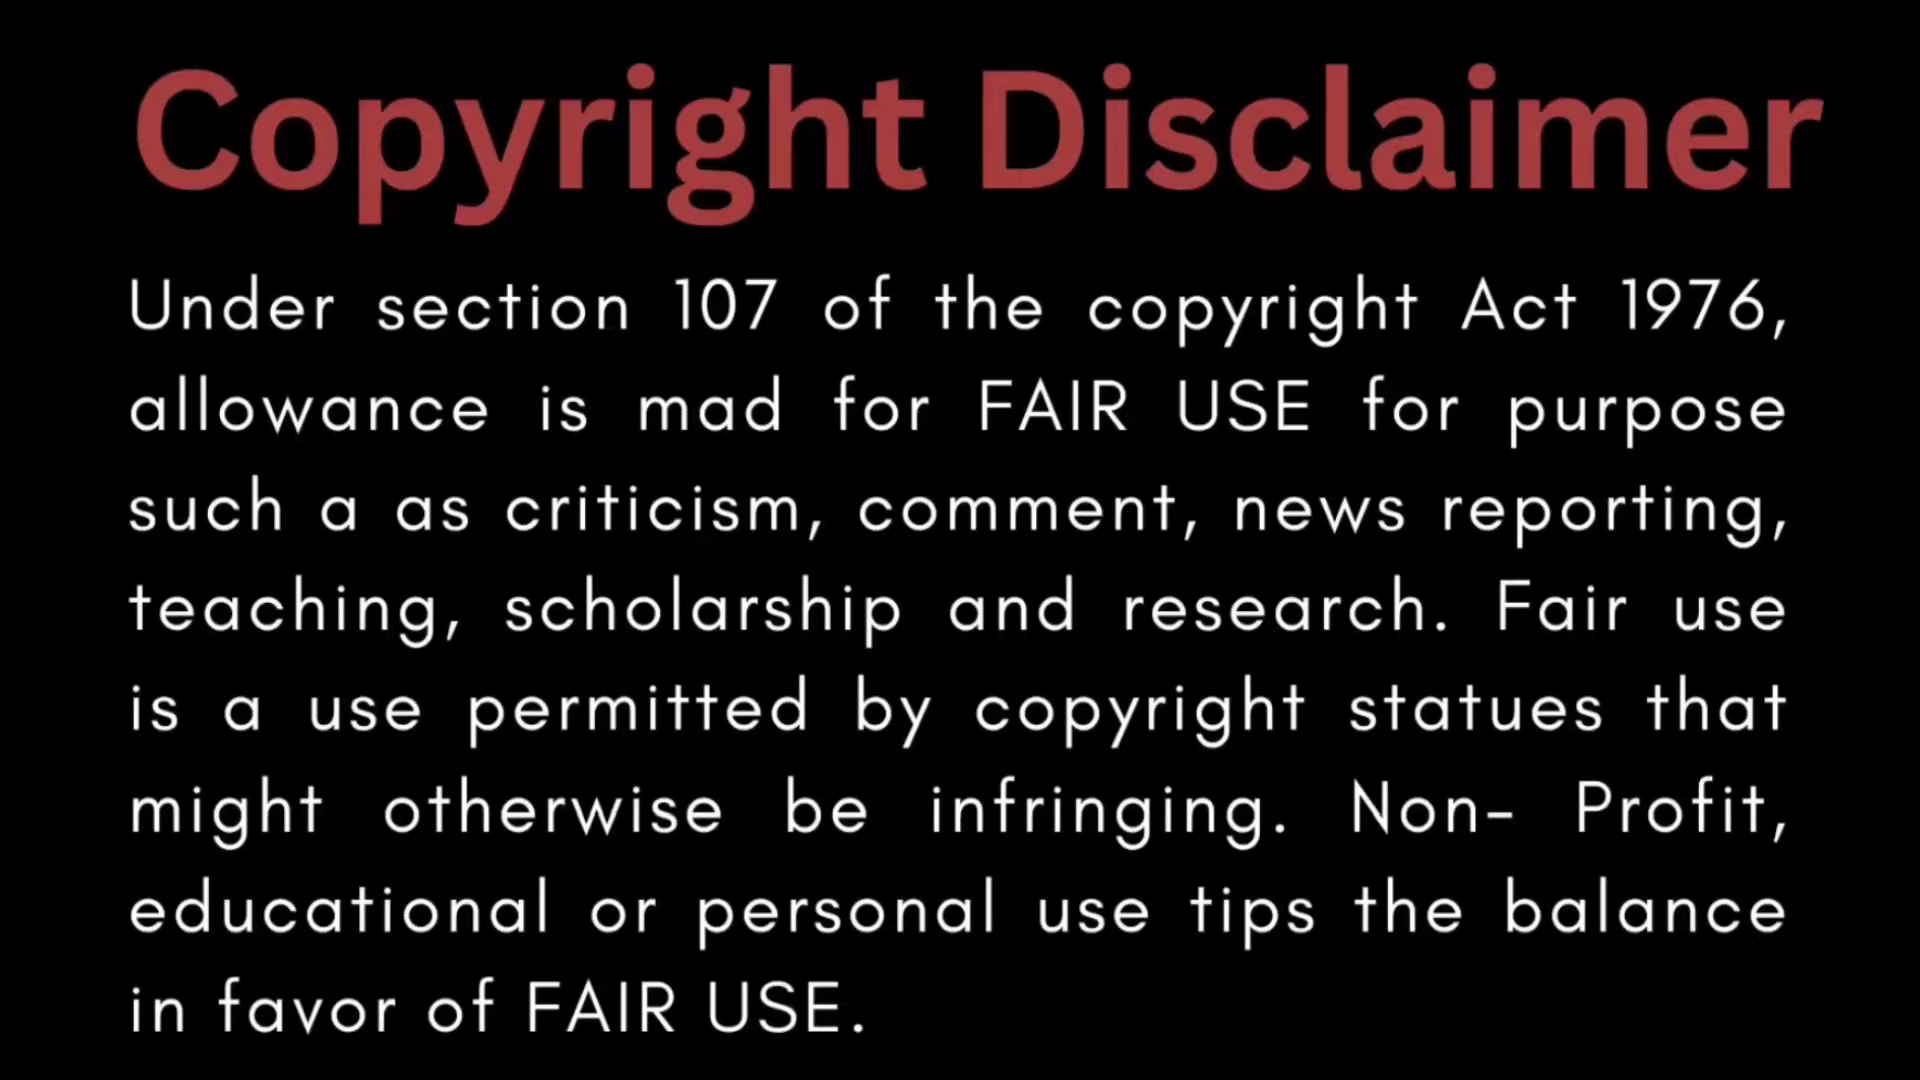 Copyright Disclaimer
Under section 107 of the copyright Act 1976,
allowance is mad for FAIR USE for purpose
such a as criticism, comment, news reporting,
teaching, scholarship and research. Fair use
is a use permitted by copyright statues that
might otherwise be infringing. Non- Profit,
educational or personal use tips the balance
in favor of FAIR USE.